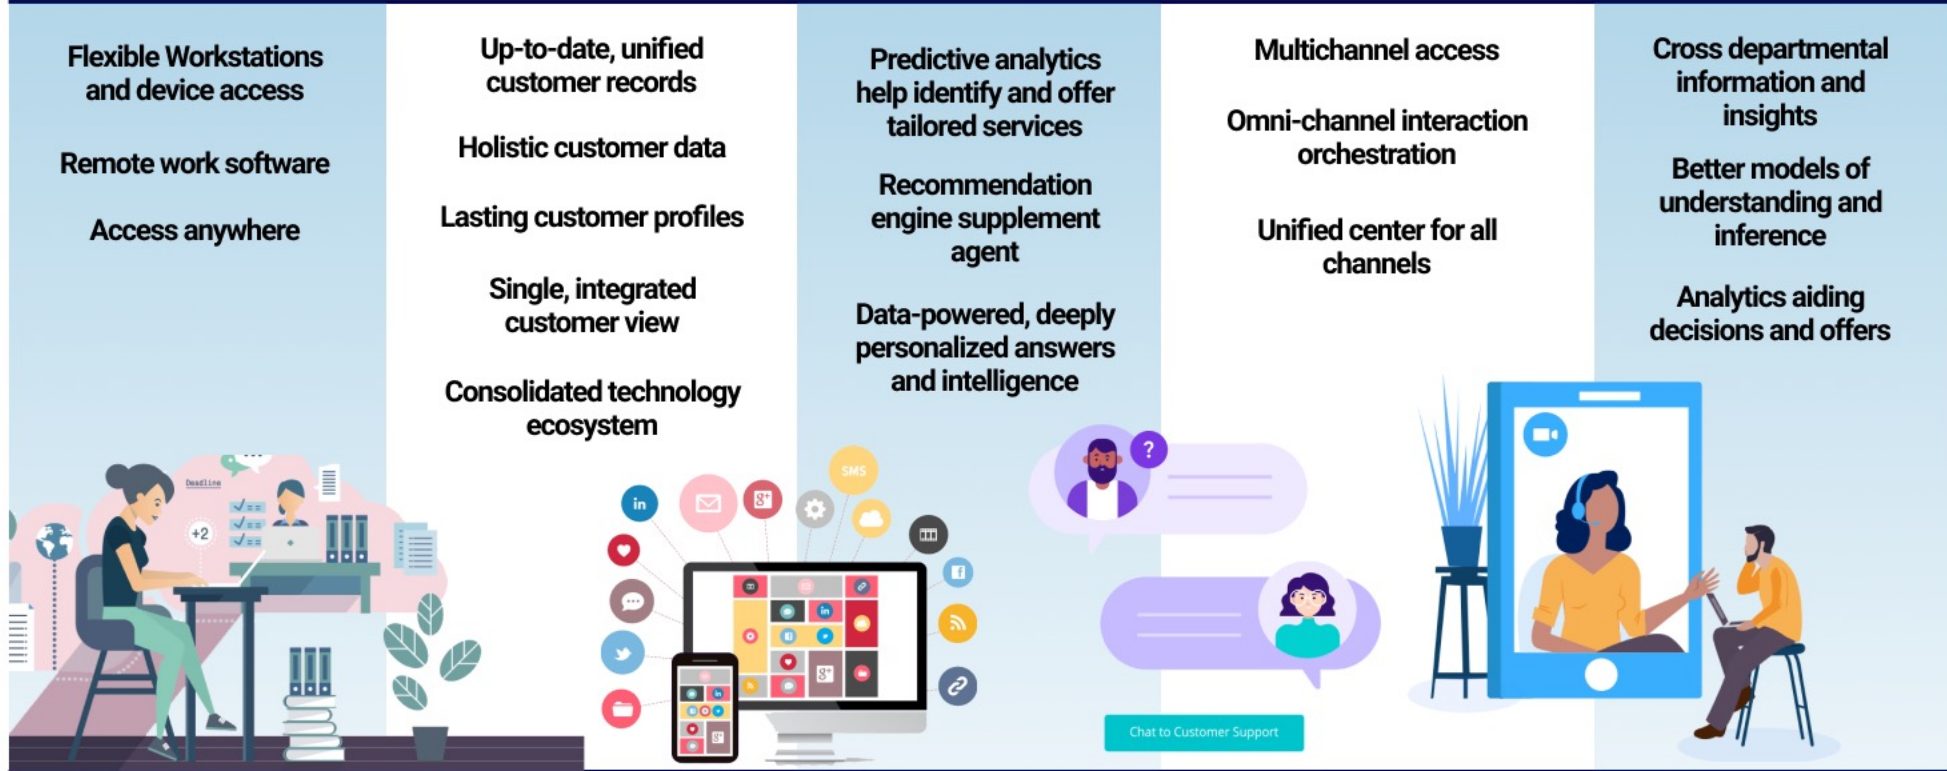 Flexible Workstations
and device access
Remote work software
Access anywhere
Up-to-date, unified
customer records
Holistic customer data
Lasting customer profiles
Single, integrated
customer view
Consolidated technology
ecosystem
Predictive analytics
help identify and offer
tailored services
Recommendation
engine supplement
agent
Data-powered, deeply
personalized answers
and intelligence
Multichannel access
Omni-channel interaction
orchestration
Unified center for all
channels
Cross departmental
information and
insights
Better models of
understanding and
inference
Analytics aiding
decisions and offers
Deadline
+2
in
g+
SMS
f
in
f
g+
in
g+
?
Chat to Customer Support